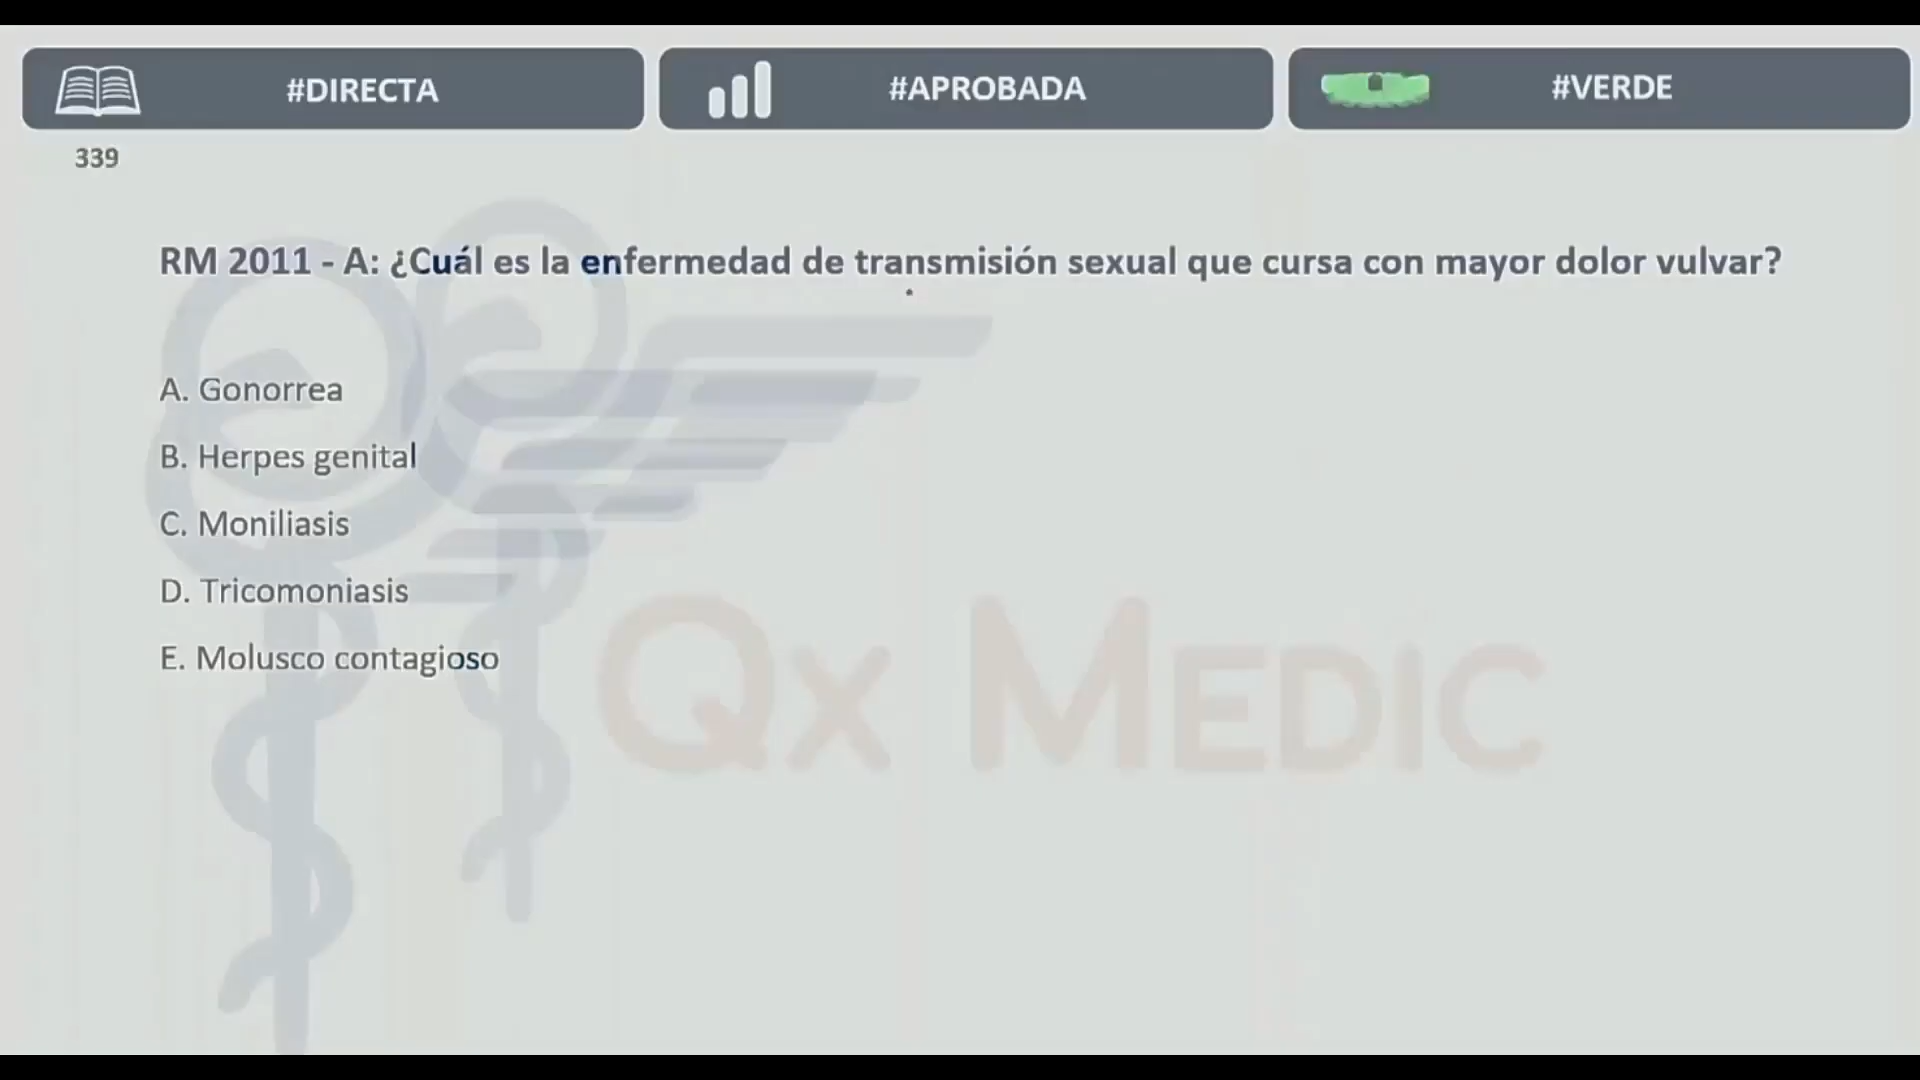 #DIRECTA
#APROBADA
#VERDE
339
RM 2011 - A: ¿Cuál es la enfermedad de transmisión sexual que cursa con mayor dolor vulvar?
A. Gonorrea
B. Herpes genital
C. Moniliasis
D. Tricomoniasis
E. Molusco contagioso
QX MEDIC